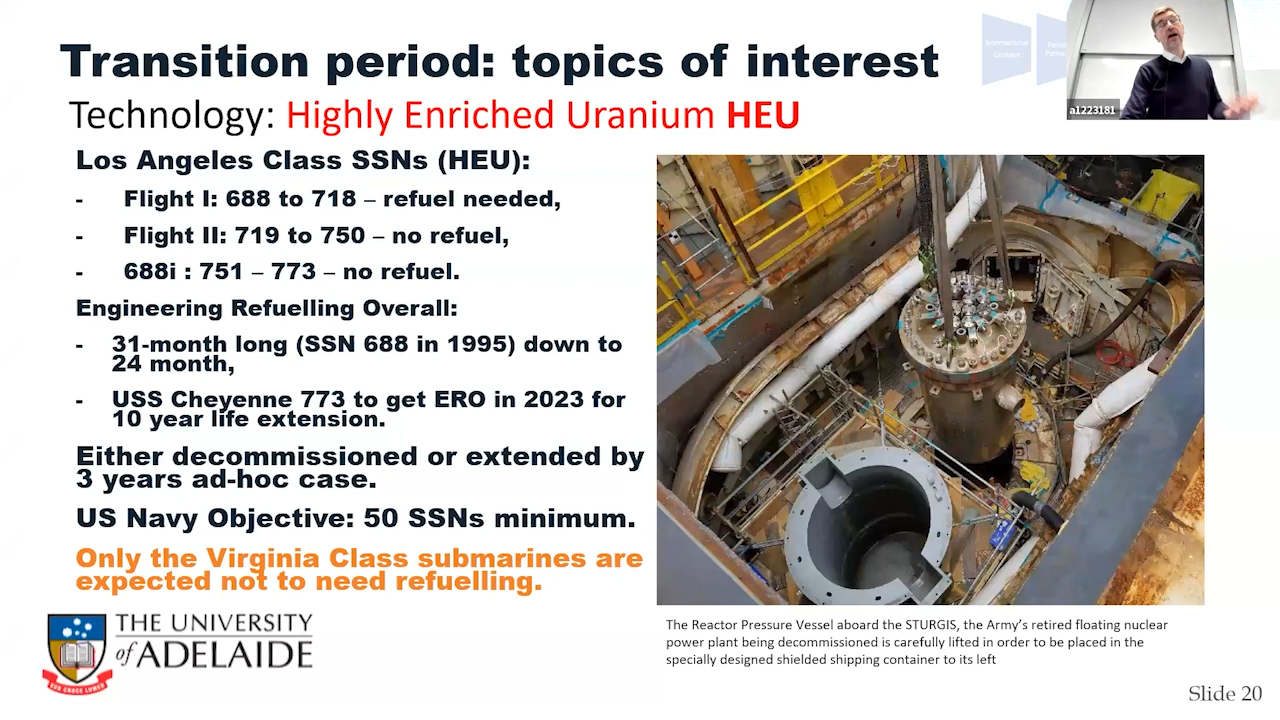 Transition period: topics of interest
Technology: Highly Enriched Uranium HEU
Los Angeles Class SSNs (HEU):
- Flight I: 688 to 718 – refuel needed,
- Flight II: 719 to 750 – no refuel,
- 688i : 751 – 773 – no refuel.
Engineering Refuelling Overall:
- 31-month long (SSN 688 in 1995) down to
24 month,
- USS Cheyenne 773 to get ERO in 2023 for
10 year life extension.
Either decommissioned or extended by
3 years ad-hoc case.
US Navy Objective: 50 SSNs minimum.
Only the Virginia Class submarines are
expected not to need refuelling.
THE UNIVERSITY
of ADELAIDE
SUB CRUCE LUMEN
International
Context
a1223181
The Reactor Pressure Vessel aboard the STURGIS, the Army's retired floating nuclear
power plant being decommissioned is carefully lifted in order to be placed in the
specially designed shielded shipping container to its left
Slide 20